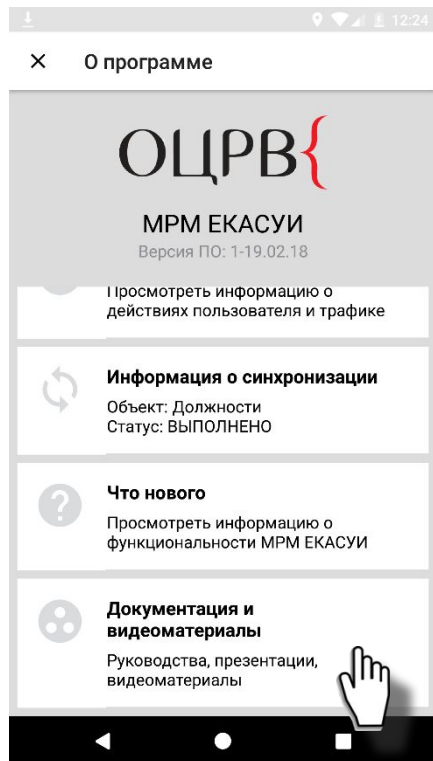 12:24
О программе
ОЦРВ{
МРМ ЕКАСУИ
Версия ПО: 1-19.02.18
Просмотреть информацию о
действиях пользователя и трафике
Информация о синхронизации
Объект: Должности
Статус: ВЫПОЛНЕНО
Что нового
Просмотреть информацию о
функциональности МРМ ЕКАСУИ
Документация и
видеоматериалы
Руководства, презентации,
видеоматериалы